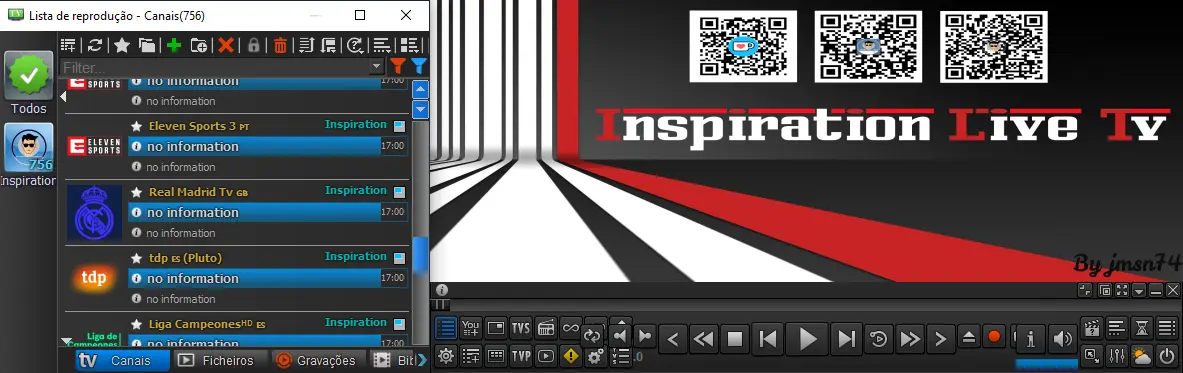 Lista de reprodução - Canais(756)
Filter...
Todos
756
Inspiration
SPORTS
17:00
no information
Eleven Sports 3 PT
Inspiration
ELEVEN
SPORTS
no information
no information
Real Madrid Tv GB
Inspiration
no information
17:00
no information
tdp ES (Pluto)
Inspiration
tdp
no information
17:00
no information
Liga Campeones HD ES
Inspiration
Liga de
Campeones
no information
17:00
tv Canais
Ficheiros
Gravações
Bit
Inspiration Live Tv
By jmsn74
You
TVS
TVP